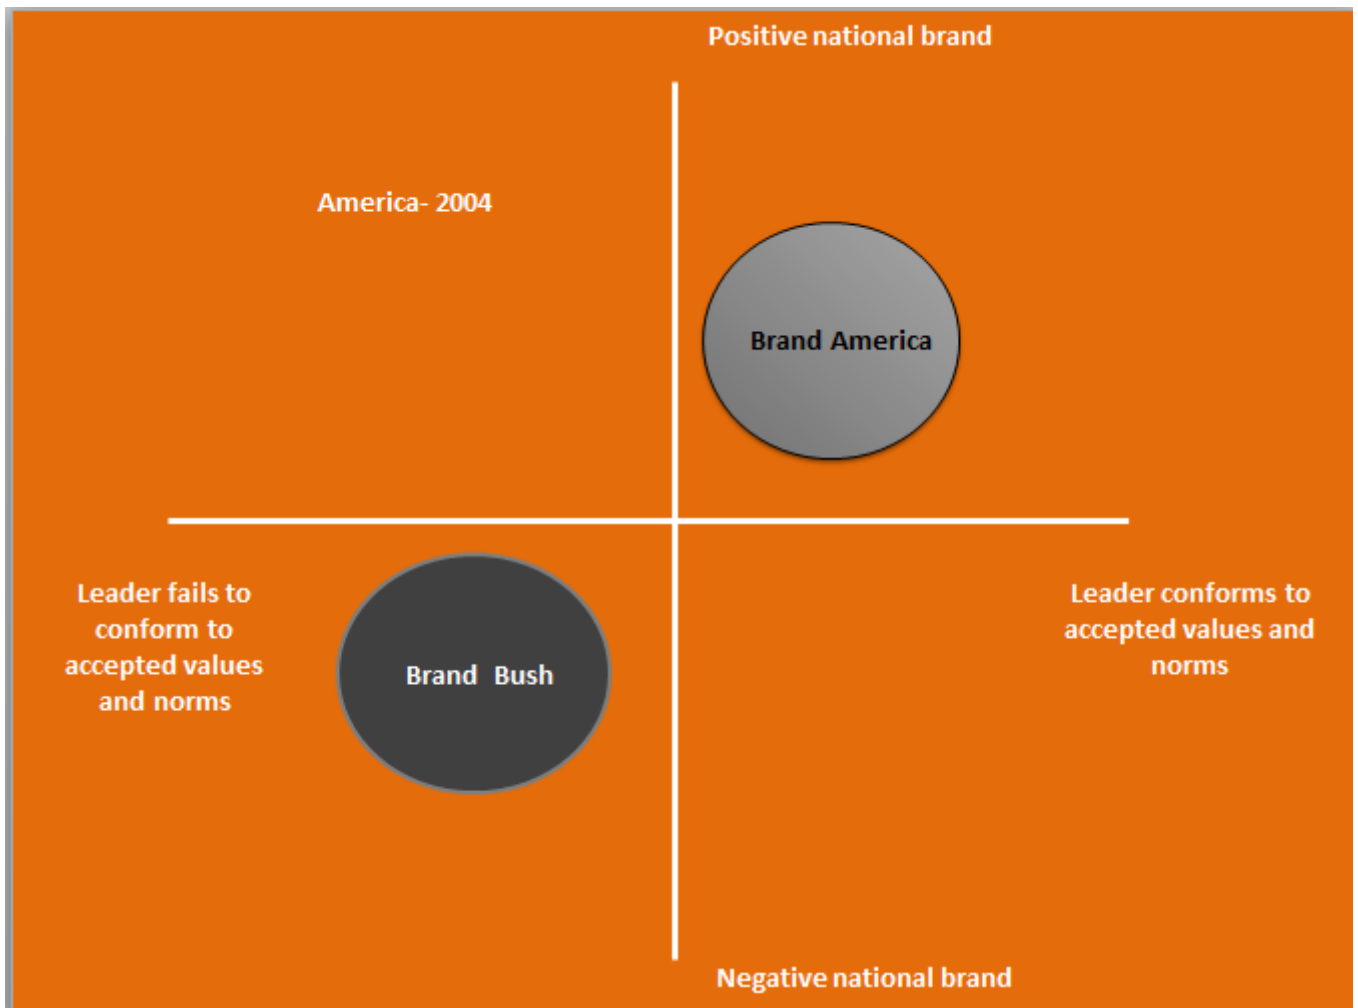 Positive national brand
America- 2004
Brand America
Leader fails to
conform to
accepted values
and norms
Brand Bush
Leader conforms to
accepted values and
norms
Negative national brand